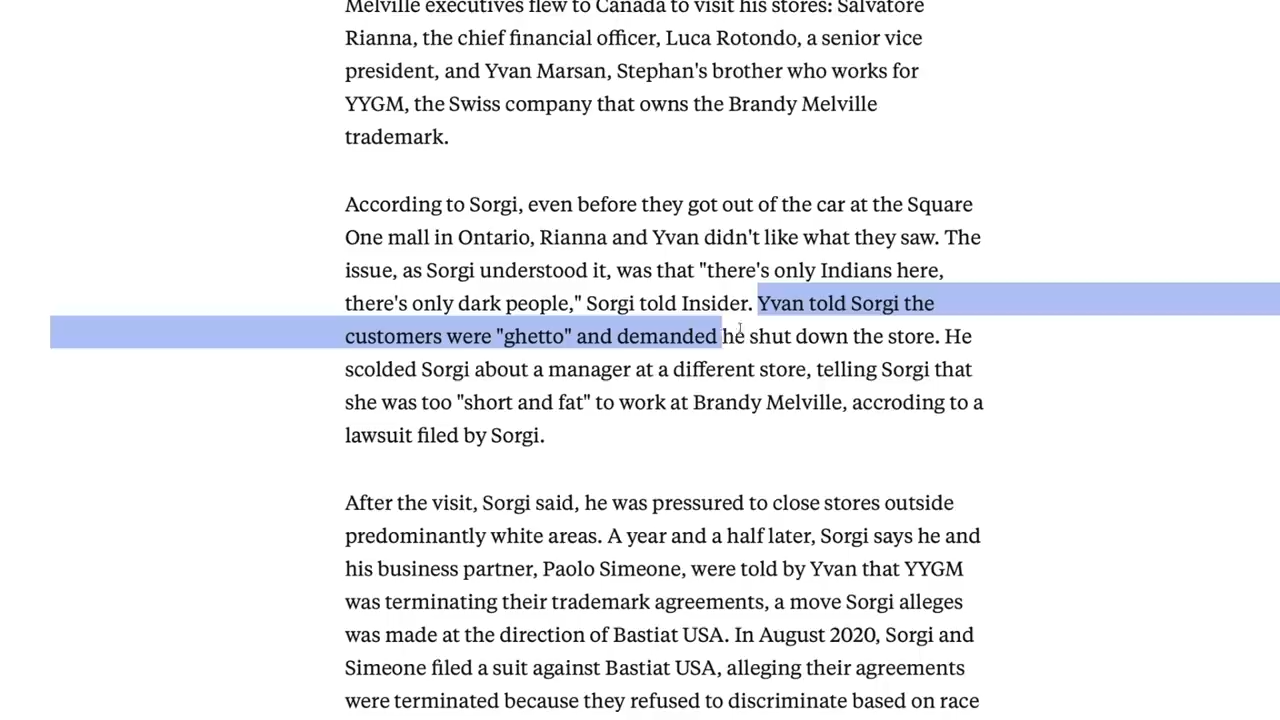 Melville executives flew to Canada to visit his stores: Salvatore
Rianna, the chief financial officer, Luca Rotondo, a senior vice
president, and Yvan Marsan, Stephan's brother who works for
YYGM, the Swiss company that owns the Brandy Melville
trademark.
According to Sorgi, even before they got out of the car at the Square
One mall in Ontario, Rianna and Yvan didn't like what they saw. The
issue, as Sorgi understood it, was that "there's only Indians here,
there's only dark people," Sorgi told Insider. Yvan told Sorgi the
customers were "ghetto" and demanded he shut down the store. He
scolded Sorgi about a manager at a different store, telling Sorgi that
she was too "short and fat" to work at Brandy Melville, accroding to a
lawsuit filed by Sorgi.
After the visit, Sorgi said, he was pressured to close stores outside
predominantly white areas. A year and a half later, Sorgi says he and
his business partner, Paolo Simeone, were told by Yvan that YYGM
was terminating their trademark agreements, a move Sorgi alleges
was made at the direction of Bastiat USA. In August 2020, Sorgi and
Simeone filed a suit against Bastiat USA, alleging their agreements
were terminated because they refused to discriminate based on race